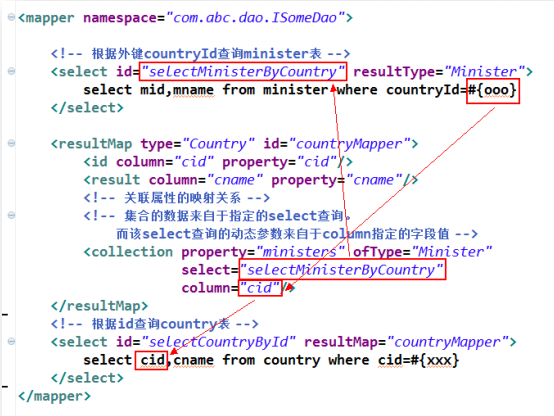 <mapper namespace="com.abc.dao.ISomeDao">
<!-- 根据外键countryId查询minister表 -->
<select id="selectMinisterByCountry" resultType="Minister">
select mid,mname from minister where countryId=#{ooo}
</select>
<resultMap type="Country" id="countryMapper">
<id column="cid" property="cid"/>
<result column="cname" property="cname"/>
<!-- 关联属性的映射关系 -->
<!-- 集合的数据来自于指定的select查询。
而该select查询的动态参数来自于column指定的字段值 -->
<collection property="ministers" ofType="Minister"
select="selectMinisterByCountry"
column="cid"/>
</resultMap>
<!-- 根据id查询country表 -->
<select id="selectCountryById" resultMap="countryMapper">
select cid,cname from country where cid=#{xxx}
</select>
</mapper>